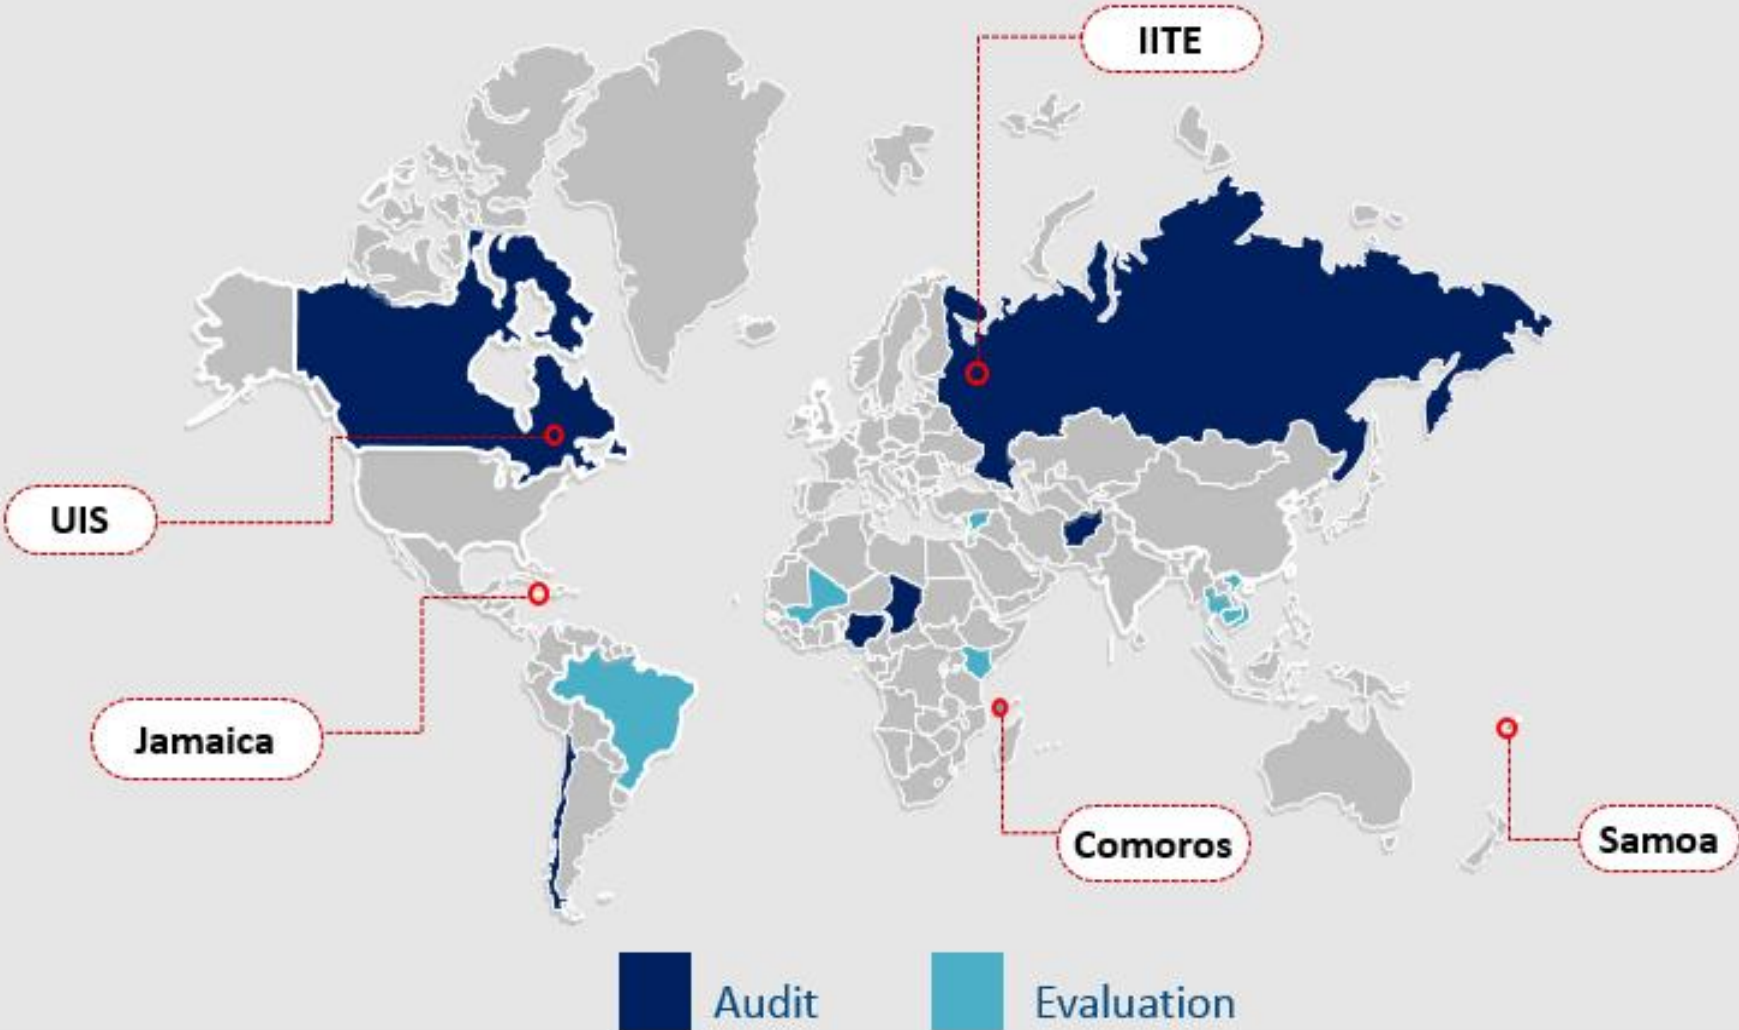 IITE
UIS
Jamaica
Comoros
Samoa
Audit
Evaluation